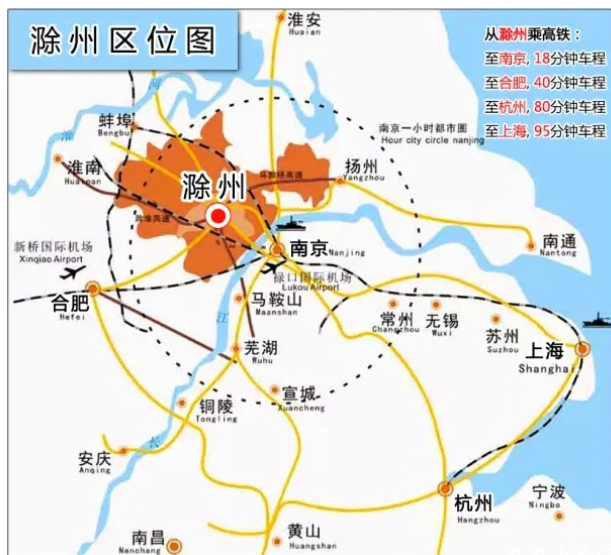 滁州区位图
从滁州乘高铁：
至南京, 18分钟车程
至合肥, 40分钟车程
至杭州, 80分钟车程
至上海, 95分钟车程
淮安
Huaian
河
淮
蚌埠
Bengbu
南京一小时都市圈
Hour city circle nanjing
淮南
Huainan
扬州
Yangzhou
滁州
南通
Nantong
新桥国际机场
Xinqiao Airport
南京
Nanjing
禄口国际机场
Lukou Airport
合肥
Hefei
马鞍山
Maanshan
江
常州
Changzhou
无锡
Wuxi
苏州
Suzhou
上海
Shanghai
芜湖
Wuhu
铜陵
Tongling
宣城
Xuancheng
长
安庆
Anqing
杭州
Hangzhou
宁波
Ningbo
南昌
Nanchang
黄山
Huangshan